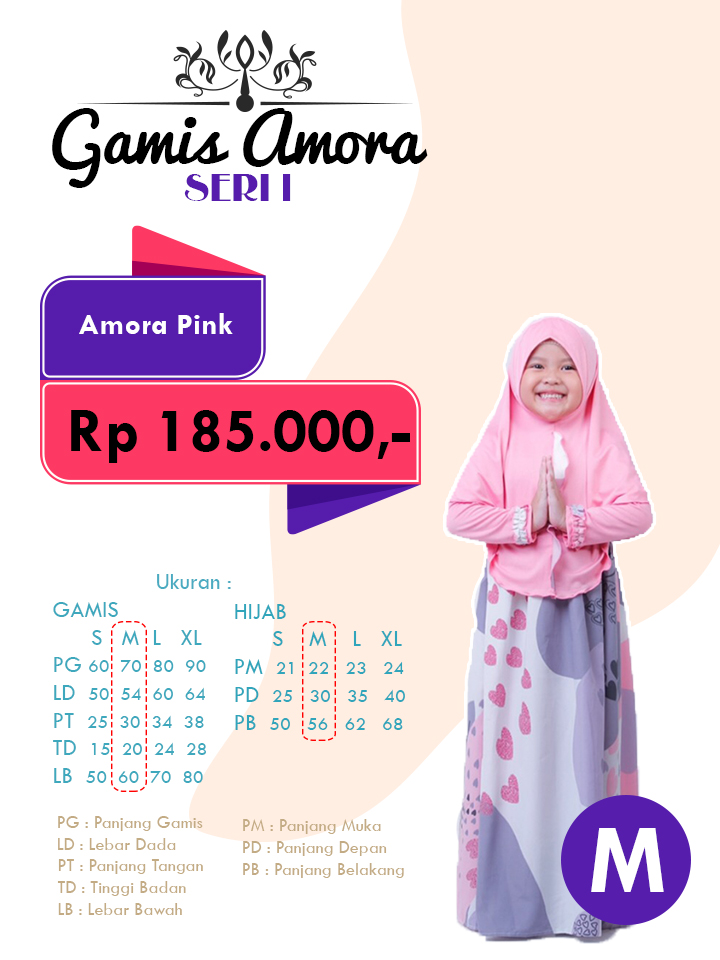 Gamis Amora
SERI I
Amora Pink
Rp 185.000,-
Ukuran :
GAMIS
S M L XL
PG 60 70 80 90
LD 50 54 60 64
PT 25 30 34 38
TD 15 20 24 28
LB 50 60 70 80
HIJAB
S M L XL
PM 21 22 23 24
PD 25 30 35 40
PB 50 56 62 68
PG : Panjang Gamis
LD : Lebar Dada
PT : Panjang Tangan
TD : Tinggi Badan
LB : Lebar Bawah
PM : Panjang Muka
PD : Panjang Depan
PB : Panjang Belakang
M